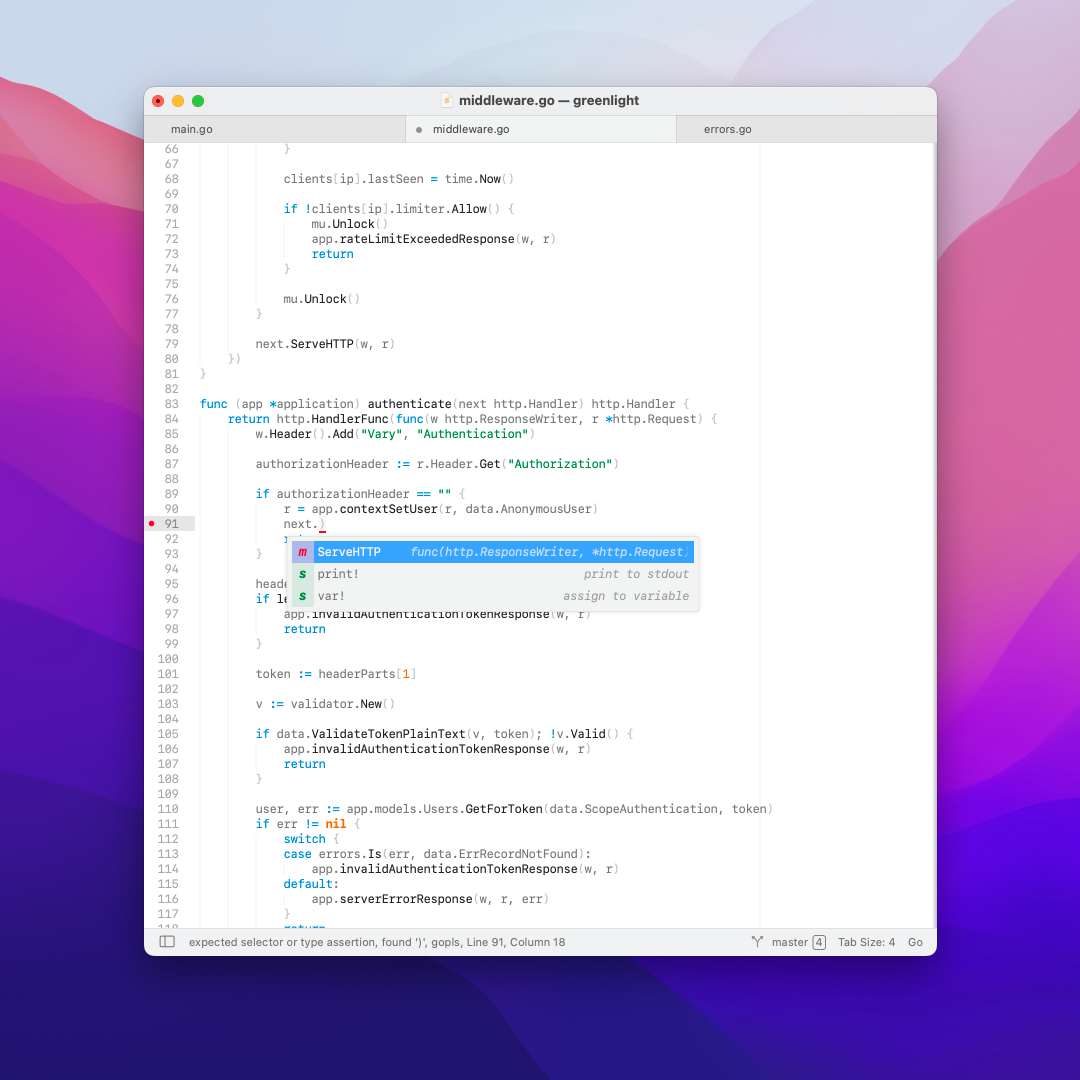 middleware.go — greenlight
main.go
middleware.go
errors.go
66 }
67
68 clients[ip].lastSeen = time.Now()
69
70 if !clients[ip].limiter.Allow() {
71 mu.Unlock()
72 app.rateLimitExceededResponse(w, r)
73 return
74 }
75
76 mu.Unlock()
77 }
78
79 next.ServeHTTP(w, r)
80 })
81 }
82
83 func (app *application) authenticate(next http.Handler) http.Handler {
84 return http.HandlerFunc(func(w http.ResponseWriter, r *http.Request) {
85 w.Header().Add("Vary", "Authentication")
86
87 authorizationHeader := r.Header.Get("Authorization")
88
89 if authorizationHeader == "" {
90 r = app.contextSetUser(r, data.AnonymousUser)
91 next.)
92
m ServeHTTP func(http.ResponseWriter, *http.Request)
s print! print to stdout
s var! assign to variable
93 }
94
95 heade
96 if le
97 app.invalidAuthenticationTokenResponse(w, r)
98 return
99 }
100
101 token := headerParts[1]
102
103 v := validator.New()
104
105 if data.ValidateTokenPlainText(v, token); !v.Valid() {
106 app.invalidAuthenticationTokenResponse(w, r)
107 return
108 }
109
110 user, err := app.models.Users.GetForToken(data.ScopeAuthentication, token)
111 if err != nil {
112 switch {
113 case errors.Is(err, data.ErrRecordNotFound):
114 app.invalidAuthenticationTokenResponse(w, r)
115 default:
116 app.serverErrorResponse(w, r, err)
117 }
118 return
expected selector or type assertion, found ')', gopls, Line 91, Column 18
master 4 Tab Size: 4 Go